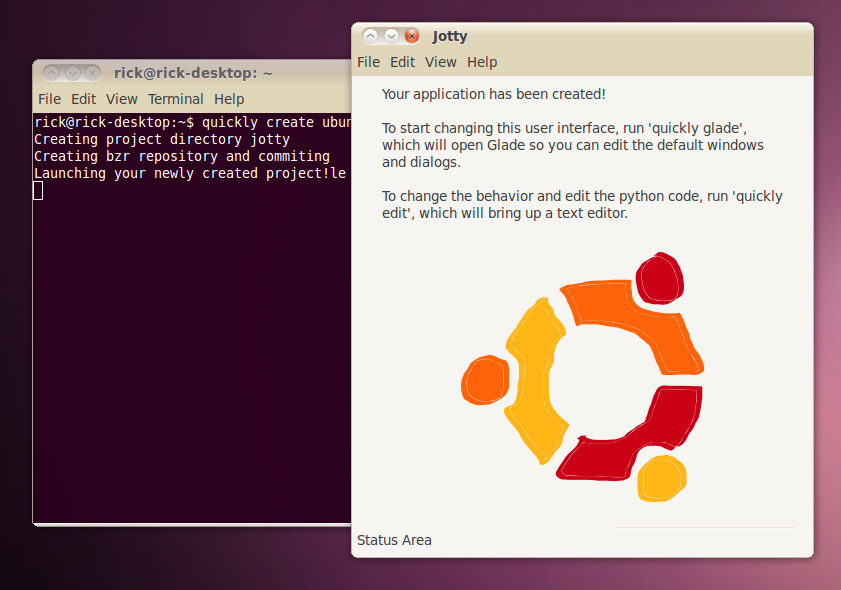 rick@rick-desktop: ~
File Edit View Terminal Help
rick@rick-desktop:~$ quickly create
Creating project directory jotty
Creating bzr repository and commiting
Launching your newly created project!le
Jotty
File Edit View Help
Your application has been created!
To start changing this user interface, run 'quickly glade',
which will open Glade so you can edit the default windows
and dialogs.
To change the behavior and edit the python code, run 'quickly
edit', which will bring up a text editor.
Status Area